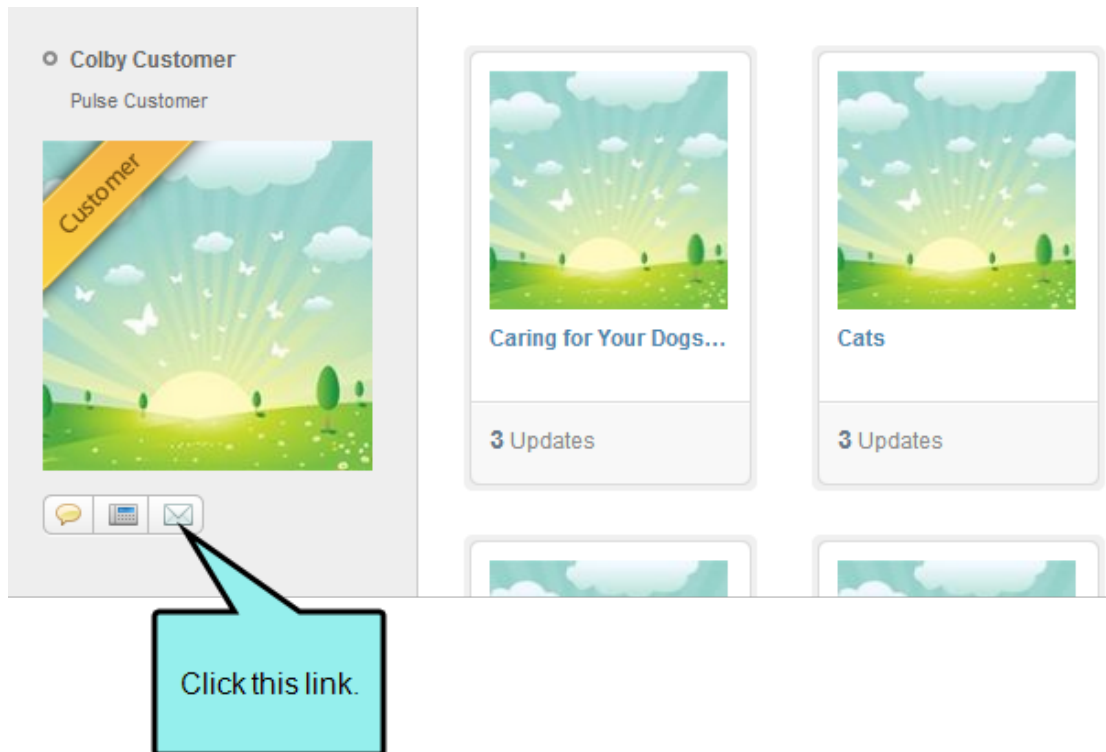 Colby Customer
Pulse Customer
Customer
Caring for Your Dogs...
Cats
3 Updates
3 Updates
Click this link.